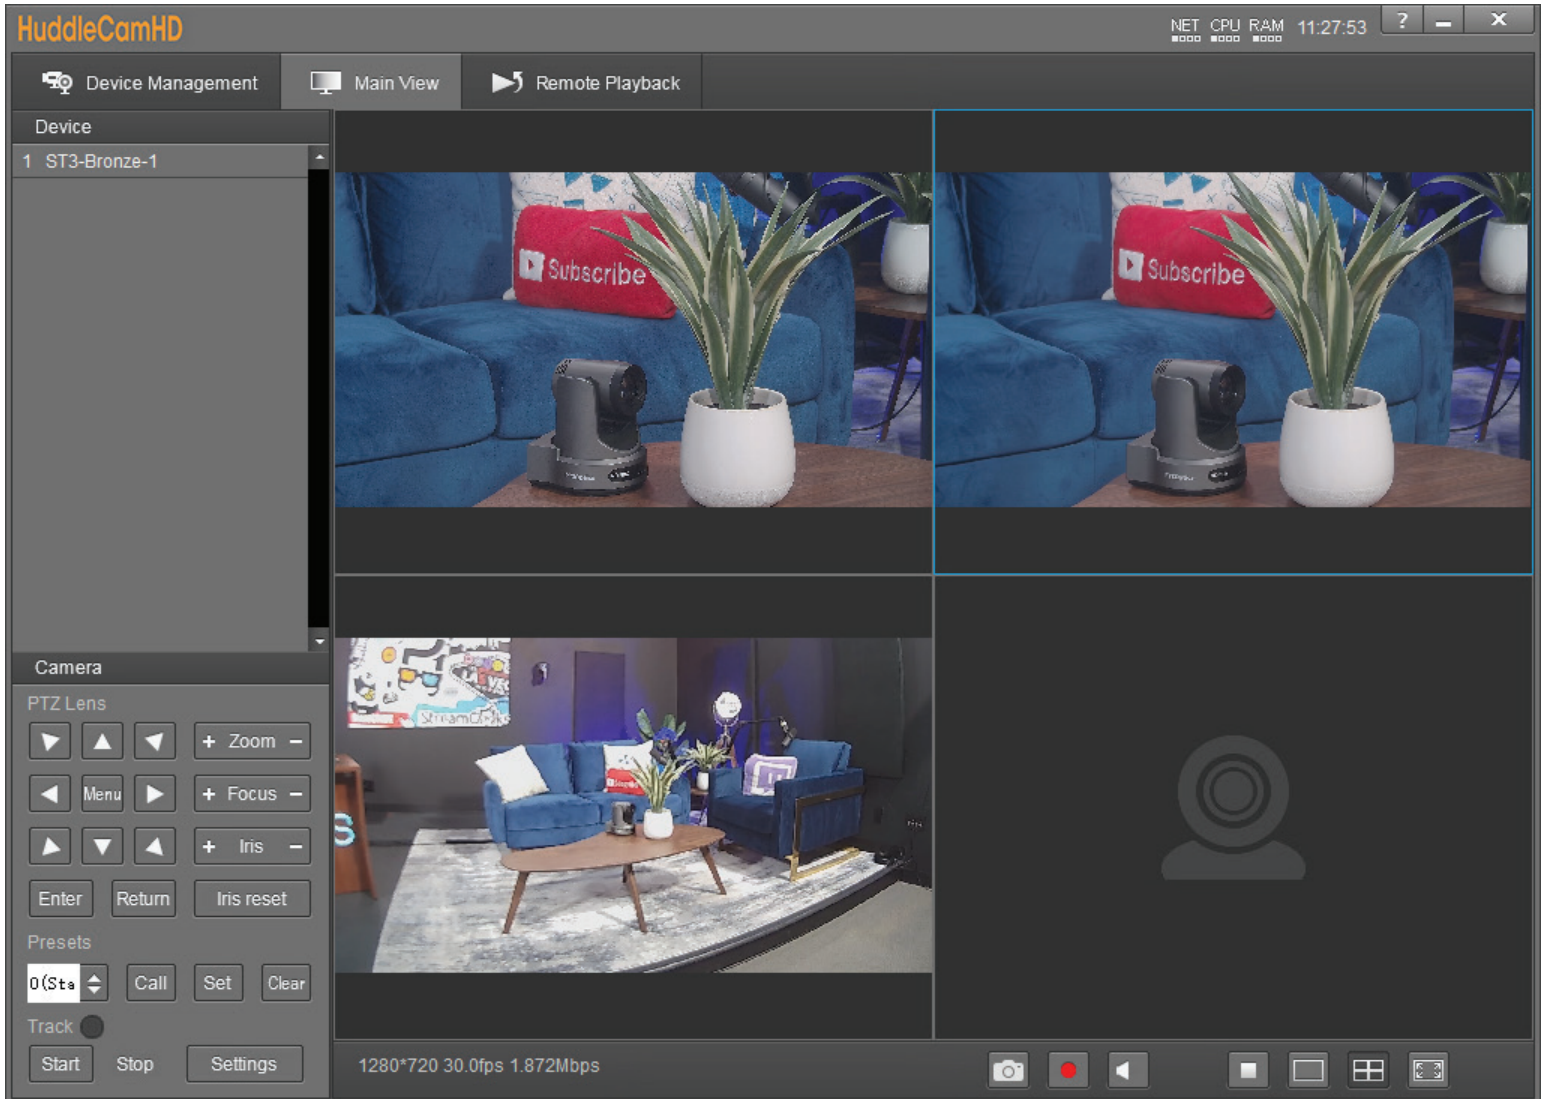 HuddleCamHD
NET CPU RAM 11:27:53 ?
Device Management Main View Remote Playback
Device
1 ST3-Bronze-1
Subscribe
Subscribe
Camera
PTZ Lens
+ Zoom −
Menu + Focus −
+ Iris −
Enter Return Iris reset
Presets
0(Sta Call Set Clear
Track
Start Stop Settings
1280*720 30.0fps 1.872Mbps